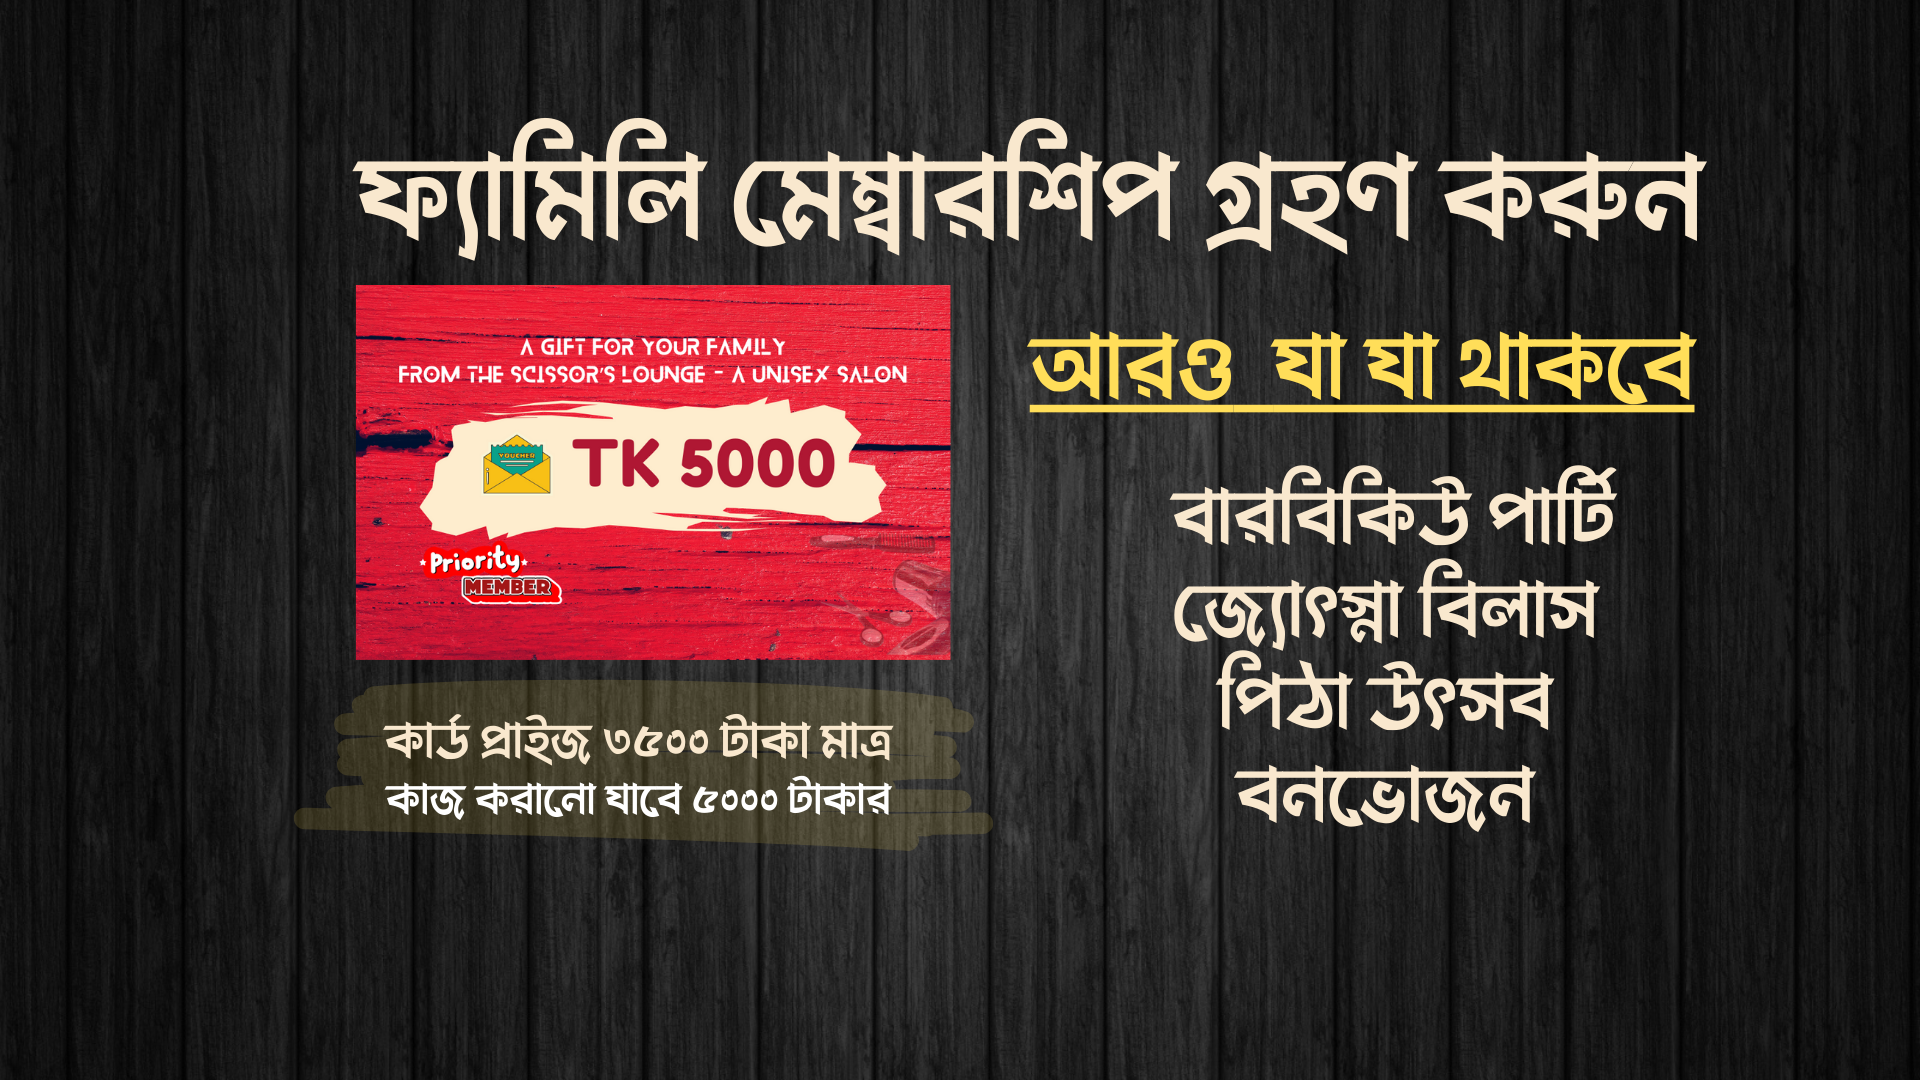 ফ্যামিলি মেম্বারশিপ গ্রহণ করুন
A GIFT FOR YOUR FAMILY
FROM THE SCISSOR'S LOUNGE - A UNISEX SALON
VOUCHER
TK 5000
Priority
MEMBER
কার্ড প্রাইজ ৩৫০০ টাকা মাত্র
কাজ করানো যাবে ৫০০০ টাকার
আরও যা যা থাকবে
বারবিকিউ পার্টি
জ্যোৎস্না বিলাস
পিঠা উৎসব
বনভোজন